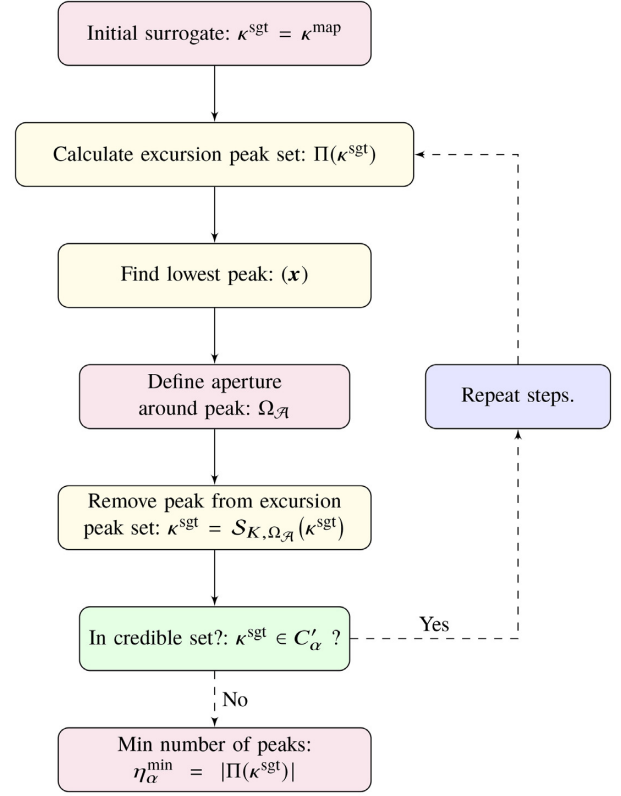 Initial surrogate: κ^sgt = κ^map
Calculate excursion peak set: Π(κ^sgt)
Find lowest peak: (x)
Define aperture
around peak: Ω_𝒜
Repeat steps.
Remove peak from excursion
peak set: κ^sgt = 𝒮_{K,Ω_𝒜}(κ^sgt)
In credible set?: κ^sgt ∈ C′_α ?
Yes
No
Min number of peaks:
η_α^min = |Π(κ^sgt)|